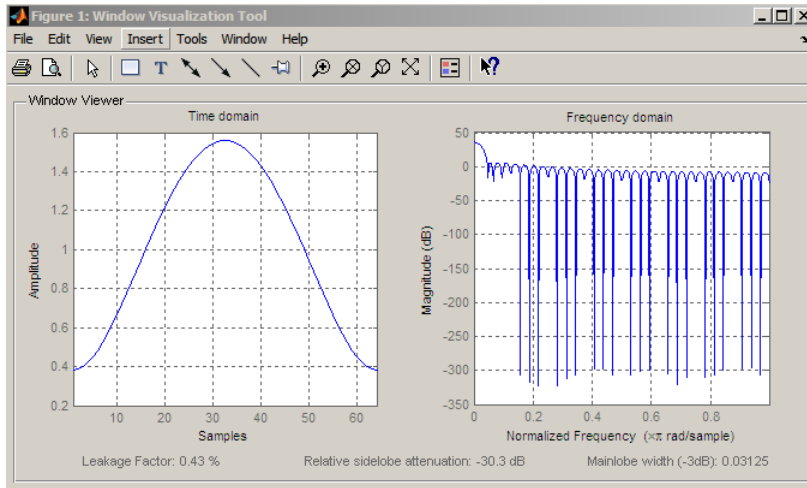 Figure 1: Window Visualization Tool
File Edit View Insert Tools Window Help
T
Window Viewer
Time domain
1.6
1.4
1.2
1
0.8
0.6
0.4
0.2
Amplitude
10 20 30 40 50 60
Samples
Frequency domain
50
0
-50
-100
-150
-200
-250
-300
-350
Magnitude (dB)
0 0.2 0.4 0.6 0.8
Normalized Frequency (×π rad/sample)
Leakage Factor: 0.43 % Relative sidelobe attenuation: -30.3 dB Mainlobe width (-3dB): 0.03125